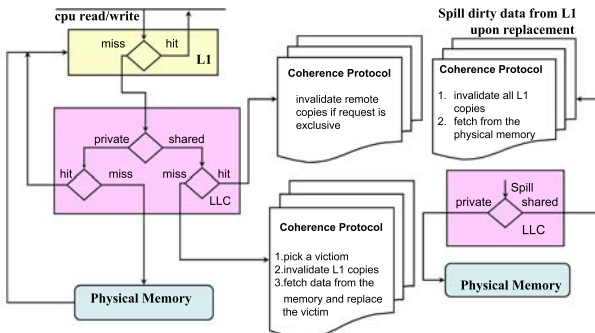 cpu read/write
miss
hit
L1
private
shared
hit
miss
miss
hit
LLC
Physical Memory
Coherence Protocol
invalidate remote
copies if request is
exclusive
Coherence Protocol
1.pick a victiom
2.invalidate L1 copies
3.fetch data from the
memory and replace
the victim
Spill dirty data from L1
upon replacement
Coherence Protocol
1. invalidate all L1
copies
2. fetch from the
physical memory
Spill
private
shared
LLC
Physical Memory